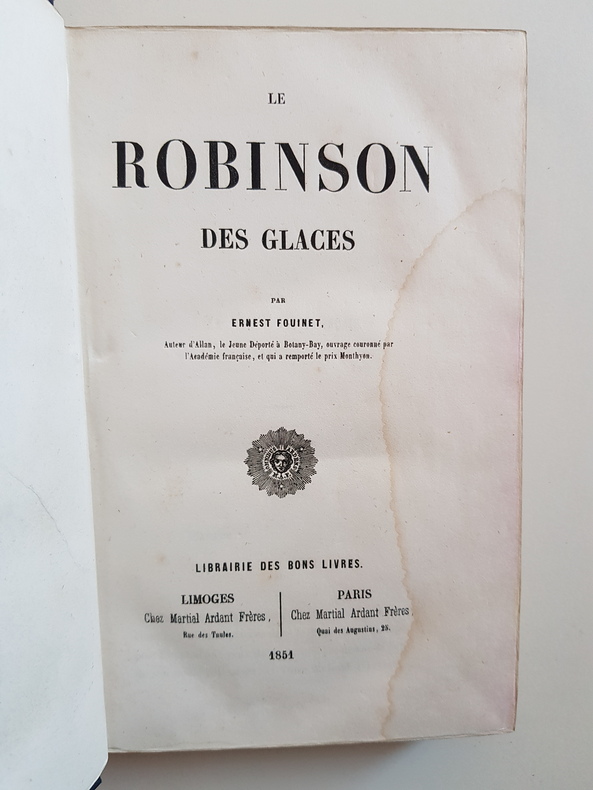 LE
ROBINSON
DES GLACES
PAR
ERNEST FOUINET,
Auteur d'Allan, le Jeune Déporté à Botany-Bay, ouvrage couronné par
l'Académie française, et qui a remporté le prix Monthyon.
LIBRAIRIE DES BONS LIVRES.
LIMOGES
Chez Martial Ardant Frères,
Rue des Taules.
PARIS
Chez Martial Ardant Frères
Quai des Augustins, 25.
1851